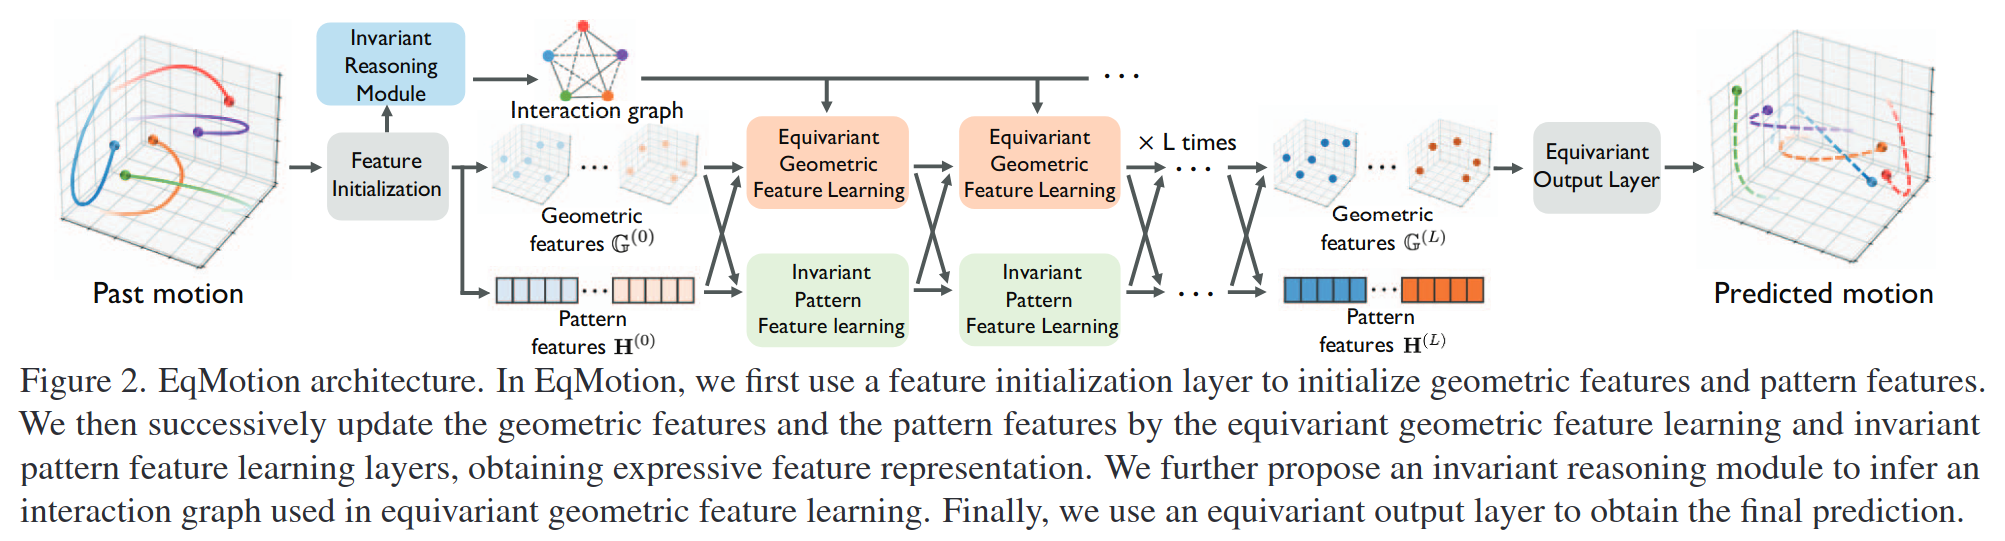 Past motion
Invariant
Reasoning
Module
Feature
Initialization
Interaction graph
Geometric
features 𝔾^(0)
Pattern
features H^(0)
Equivariant
Geometric
Feature Learning
Invariant
Pattern
Feature learning
Equivariant
Geometric
Feature Learning
Invariant
Pattern
Feature Learning
...
× L times
...
...
Geometric
features 𝔾^(L)
Pattern
features H^(L)
Equivariant
Output Layer
Predicted motion
Figure 2. EqMotion architecture. In EqMotion, we first use a feature initialization layer to initialize geometric features and pattern features.
We then successively update the geometric features and the pattern features by the equivariant geometric feature learning and invariant
pattern feature learning layers, obtaining expressive feature representation. We further propose an invariant reasoning module to infer an
interaction graph used in equivariant geometric feature learning. Finally, we use an equivariant output layer to obtain the final prediction.